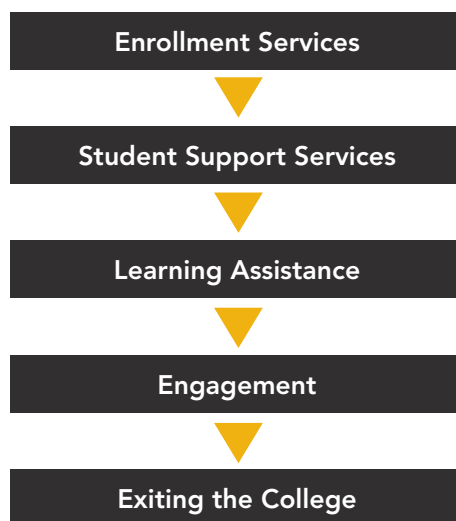 Enrollment Services
Student Support Services
Learning Assistance
Engagement
Exiting the College